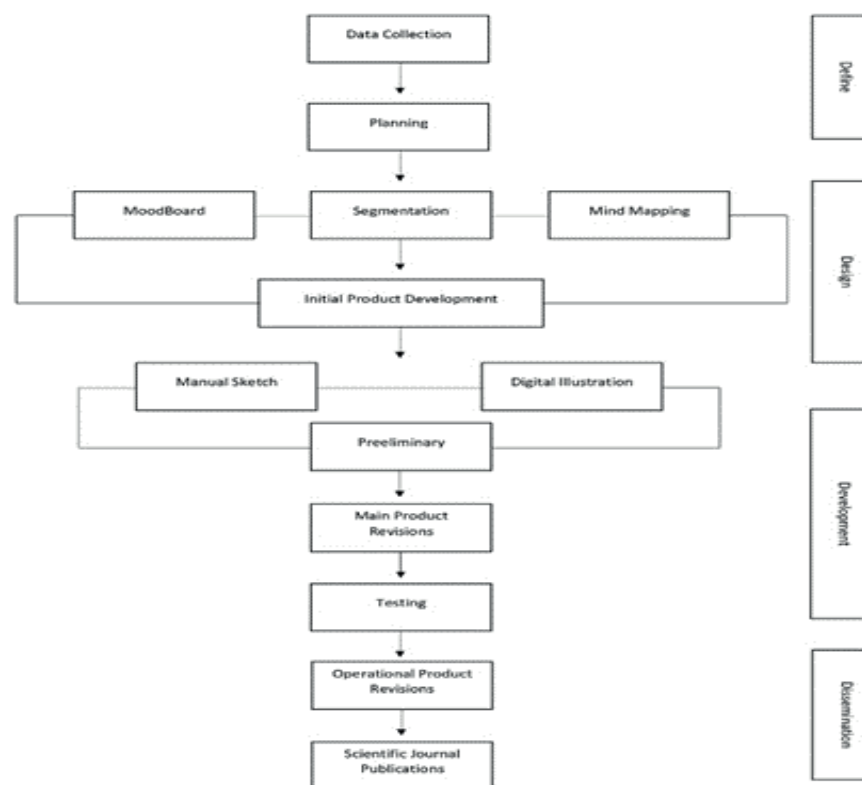 Data Collection
Define
Planning
MoodBoard
Segmentation
Mind Mapping
Design
Initial Product Development
Manual Sketch
Digital Illustration
Preeliminary
Development
Main Product
Revisions
Testing
Operational Product
Revisions
Dissemination
Scientific Journal
Publications